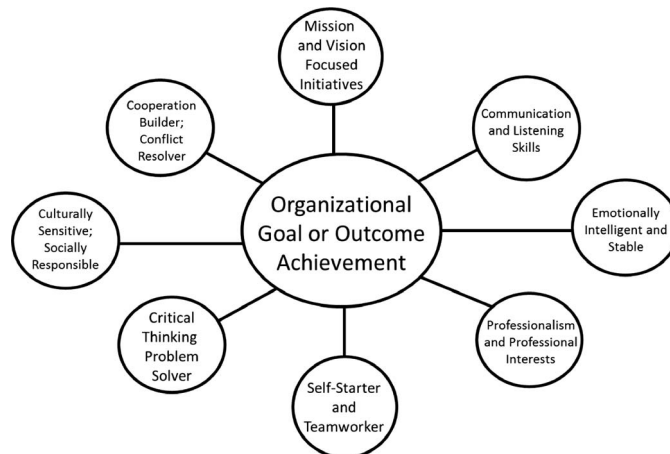 Mission
and Vision
Focused
Initiatives
Cooperation
Builder;
Conflict
Resolver
Communication
and Listening
Skills
Culturally
Sensitive;
Socially
Responsible
Organizational
Goal or Outcome
Achievement
Emotionally
Intelligent and
Stable
Critical
Thinking
Problem
Solver
Professionalism
and Professional
Interests
Self-Starter
and
Teamworker